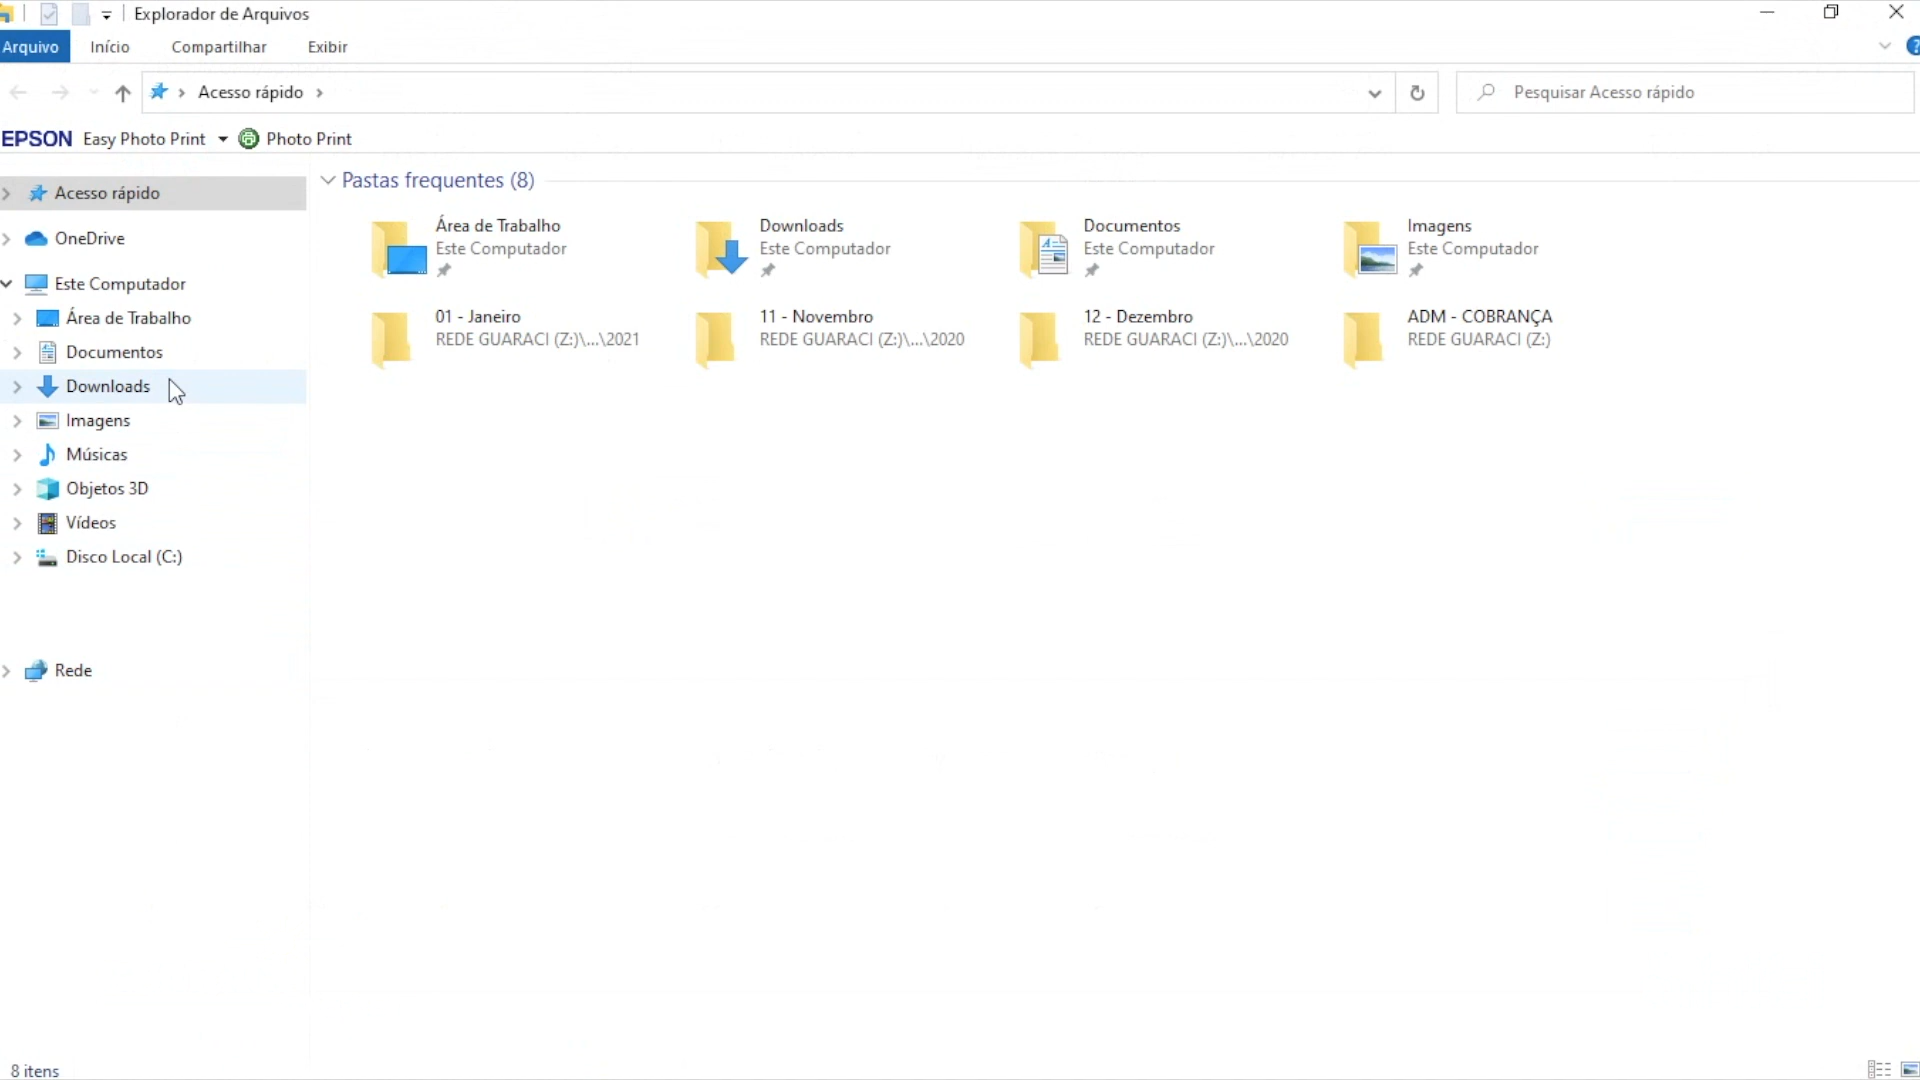 Explorador de Arquivos
Arquivo Início Compartilhar Exibir
Acesso rápido
Pesquisar Acesso rápido
EPSON Easy Photo Print Photo Print
Acesso rápido
OneDrive
Este Computador
Área de Trabalho
Documentos
Downloads
Imagens
Músicas
Objetos 3D
Vídeos
Disco Local (C:)
Rede
Pastas frequentes (8)
Área de Trabalho
Este Computador
Downloads
Este Computador
Documentos
Este Computador
Imagens
Este Computador
01 - Janeiro
REDE GUARACI (Z:)\...\2021
11 - Novembro
REDE GUARACI (Z:)\...\2020
12 - Dezembro
REDE GUARACI (Z:)\...\2020
ADM - COBRANÇA
REDE GUARACI (Z:)
8 itens